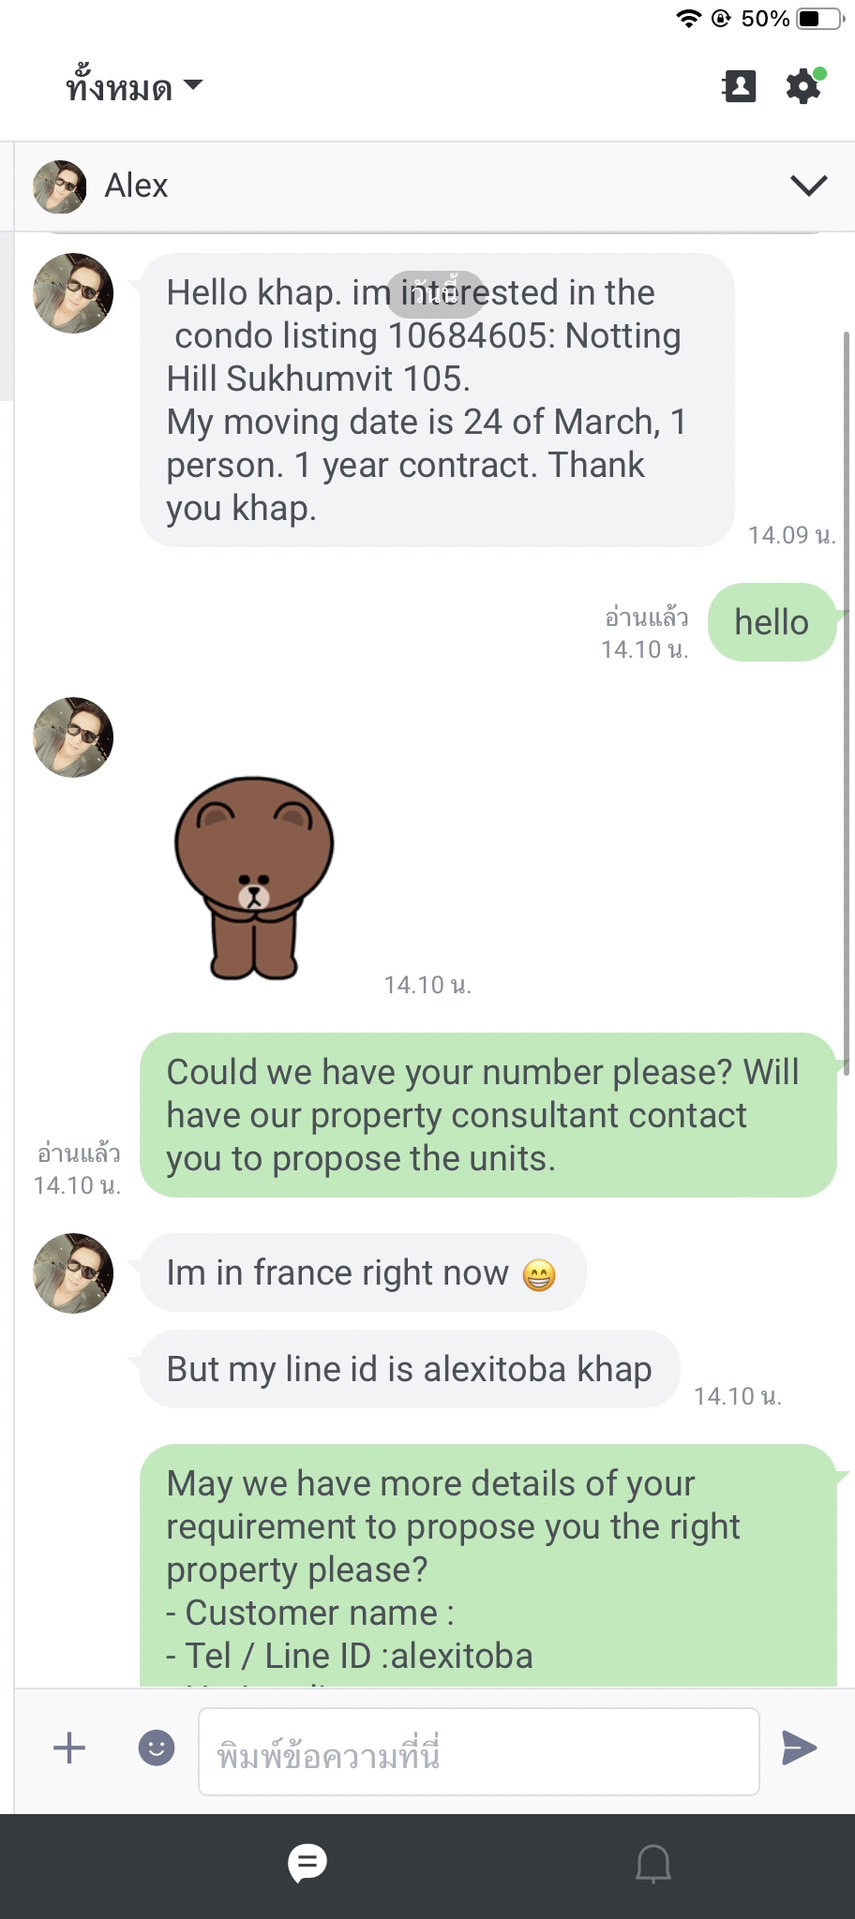 50%
ทั้งหมด
Alex
วันนี้
Hello khap. im interested in the
condo listing 10684605: Notting
Hill Sukhumvit 105.
My moving date is 24 of March, 1
person. 1 year contract. Thank
you khap.
14.09 น.
hello
อ่านแล้ว
14.10 น.
14.10 น.
Could we have your number please? Will
have our property consultant contact
you to propose the units.
อ่านแล้ว
14.10 น.
Im in france right now 😁
But my line id is alexitoba khap
14.10 น.
May we have more details of your
requirement to propose you the right
property please?
- Customer name :
- Tel / Line ID :alexitoba
พิมพ์ข้อความที่นี่